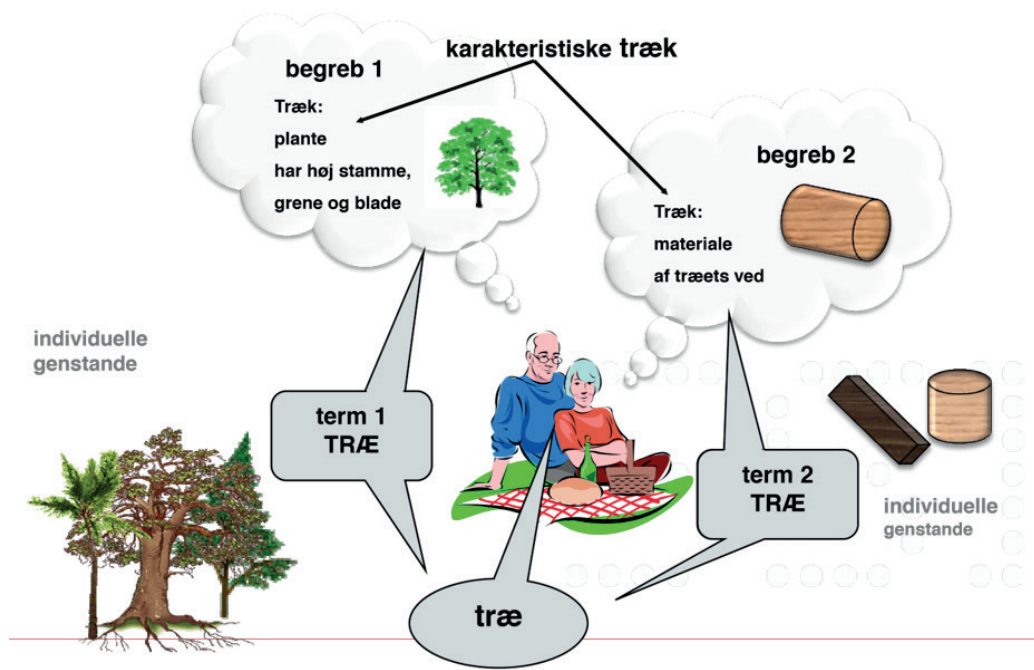 karakteristiske træk
begreb 1
Træk:
plante
har høj stamme,
grene og blade
begreb 2
Træk:
materiale
af træets ved
individuelle
genstande
term 1
TRÆ
term 2
TRÆ
individuelle
genstande
træ